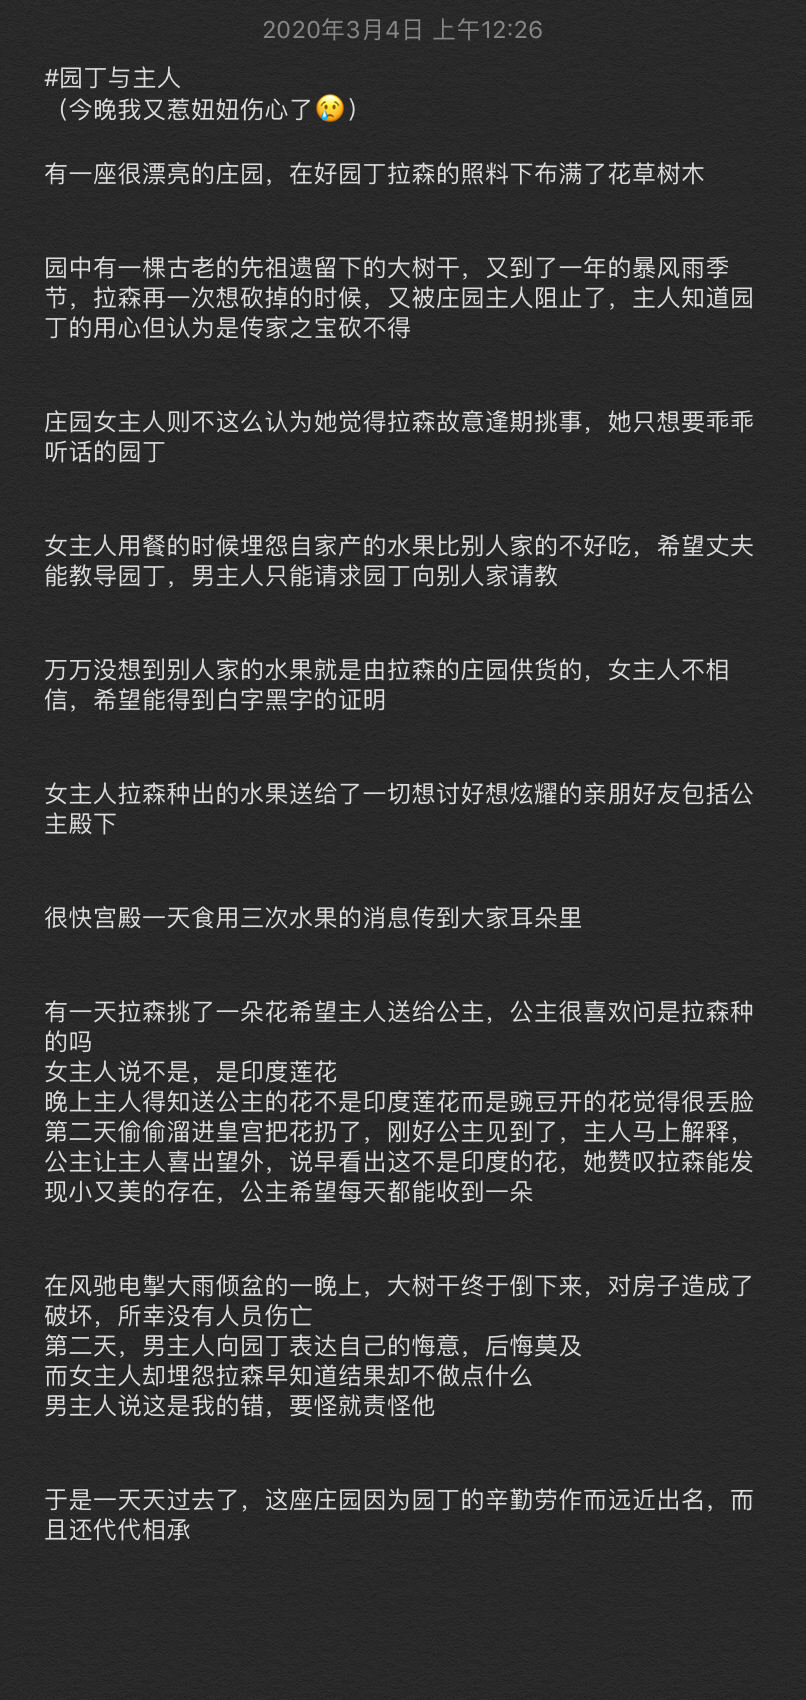 2020年3月4日 上午12:26
#园丁与主人
（今晚我又惹妞妞伤心了😢）
有一座很漂亮的庄园，在好园丁拉森的照料下布满了花草树木
园中有一棵古老的先祖遗留下的大树干，又到了一年的暴风雨季
节，拉森再一次想砍掉的时候，又被庄园主人阻止了，主人知道园
丁的用心但认为是传家之宝砍不得
庄园女主人则不这么认为她觉得拉森故意逢期挑事，她只想要乖乖
听话的园丁
女主人用餐的时候埋怨自家产的水果比别人家的不好吃，希望丈夫
能教导园丁，男主人只能请求园丁向别人家请教
万万没想到别人家的水果就是由拉森的庄园供货的，女主人不相
信，希望能得到白字黑字的证明
女主人拉森种出的水果送给了一切想讨好想炫耀的亲朋好友包括公
主殿下
很快宫殿一天食用三次水果的消息传到大家耳朵里
有一天拉森挑了一朵花希望主人送给公主，公主很喜欢问是拉森种
的吗
女主人说不是，是印度莲花
晚上主人得知送公主的花不是印度莲花而是豌豆开的花觉得很丢脸
第二天偷偷溜进皇宫把花扔了，刚好公主见到了，主人马上解释，
公主让主人喜出望外，说早看出这不是印度的花，她赞叹拉森能发
现小又美的存在，公主希望每天都能收到一朵
在风驰电掣大雨倾盆的一晚上，大树干终于倒下来，对房子造成了
破坏，所幸没有人员伤亡
第二天，男主人向园丁表达自己的悔意，后悔莫及
而女主人却埋怨拉森早知道结果却不做点什么
男主人说这是我的错，要怪就责怪他
于是一天天过去了，这座庄园因为园丁的辛勤劳作而远近出名，而
且还代代相承